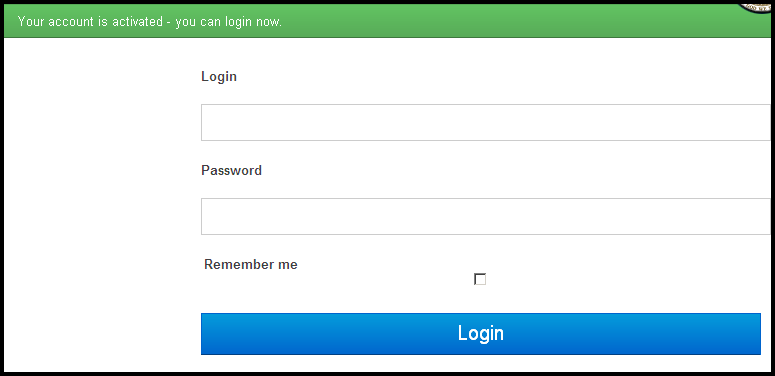 Your account is activated - you can login now.
Login
Password
Remember me
Login